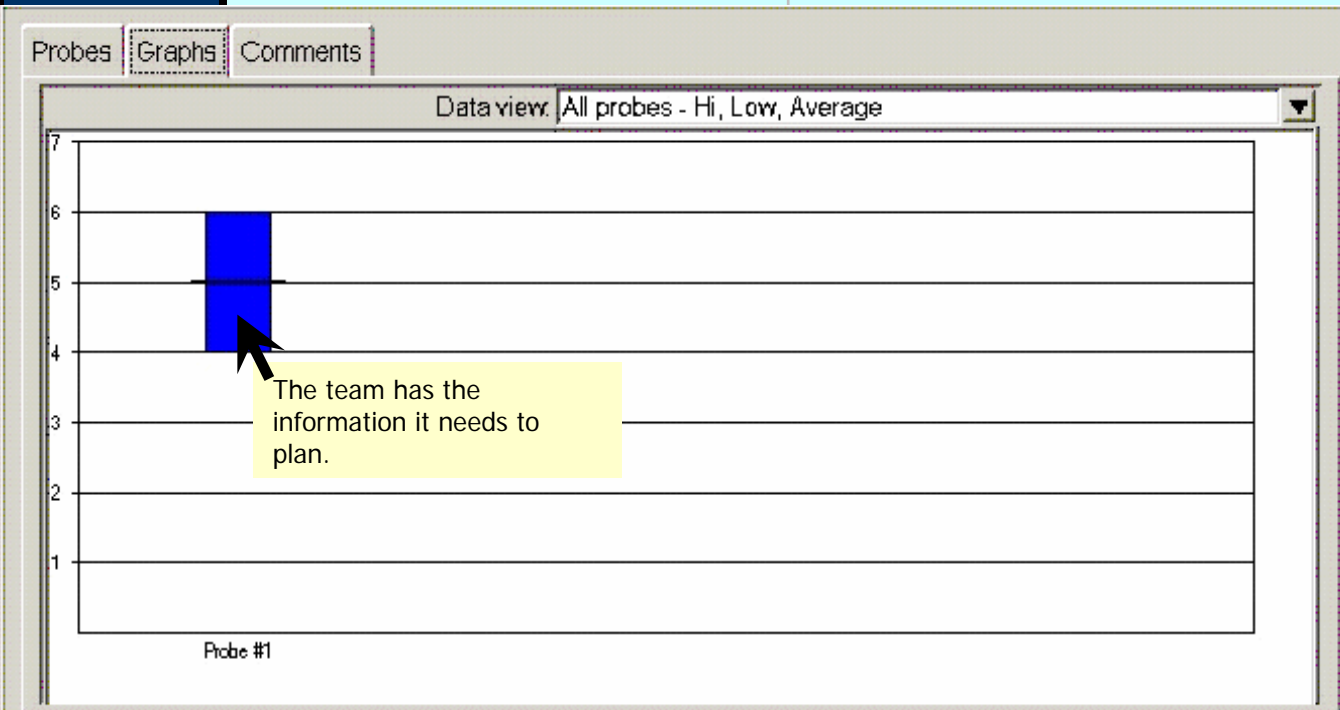 Probes Graphs Comments
Data view: All probes - Hi, Low, Average
7
6
5
4
The team has the
information it needs to
plan.
3
2
1
Probe #1